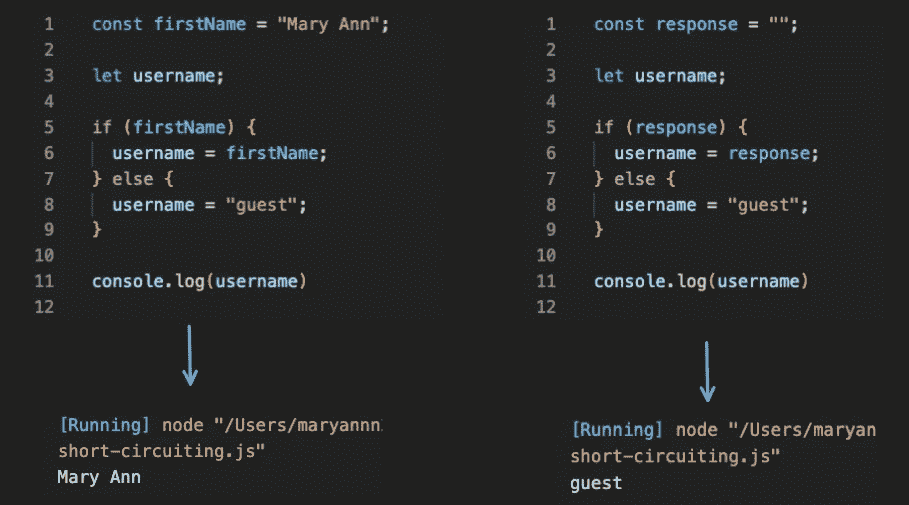 1 const firstName = "Mary Ann";
2
3 let username;
4
5 if (firstName) {
6 username = firstName;
7 } else {
8 username = "guest";
9 }
10
11 console.log(username)
12
[Running] node "/Users/maryannn
short-circuiting.js"
Mary Ann
1 const response = "";
2
3 let username;
4
5 if (response) {
6 username = response;
7 } else {
8 username = "guest";
9 }
10
11 console.log(username)
12
[Running] node "/Users/maryan
short-circuiting.js"
guest